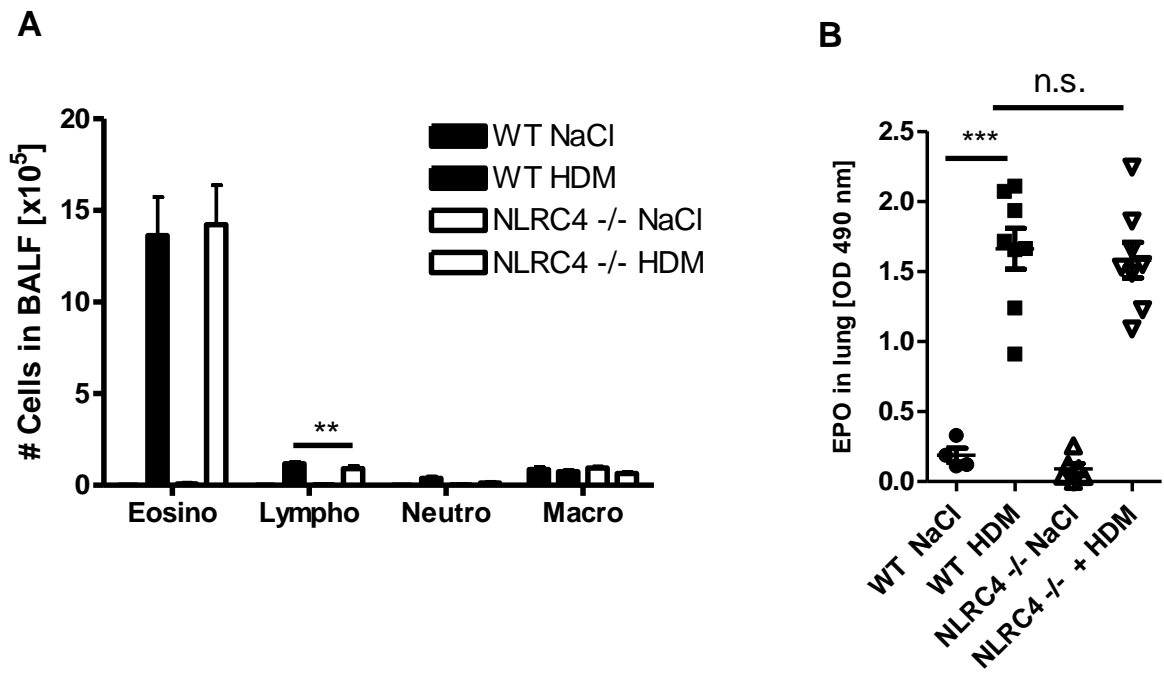 A
# Cells in BALF [x10⁵]
20
15
10
5
0
WT NaCl
WT HDM
NLRC4 -/- NaCl
NLRC4 -/- HDM
**
Eosino Lympho Neutro Macro
B
n.s.
***
EPO in lung [OD 490 nm]
2.5
2.0
1.5
1.0
0.5
0.0
WT NaCl
WT HDM
NLRC4 -/- NaCl
NLRC4 -/- + HDM